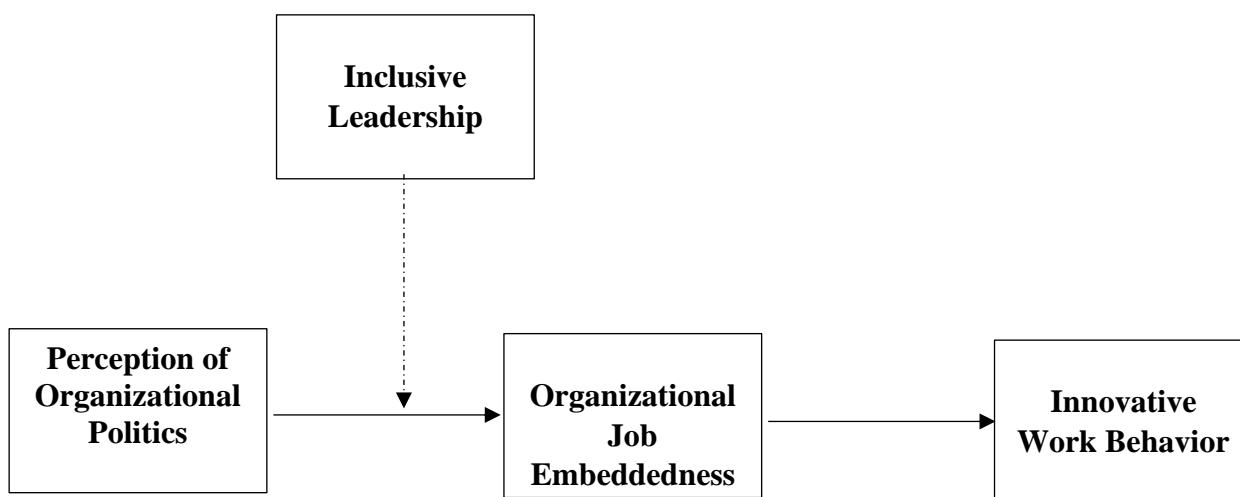 Inclusive
Leadership
Perception of
Organizational
Politics
Organizational
Job
Embeddedness
Innovative
Work Behavior